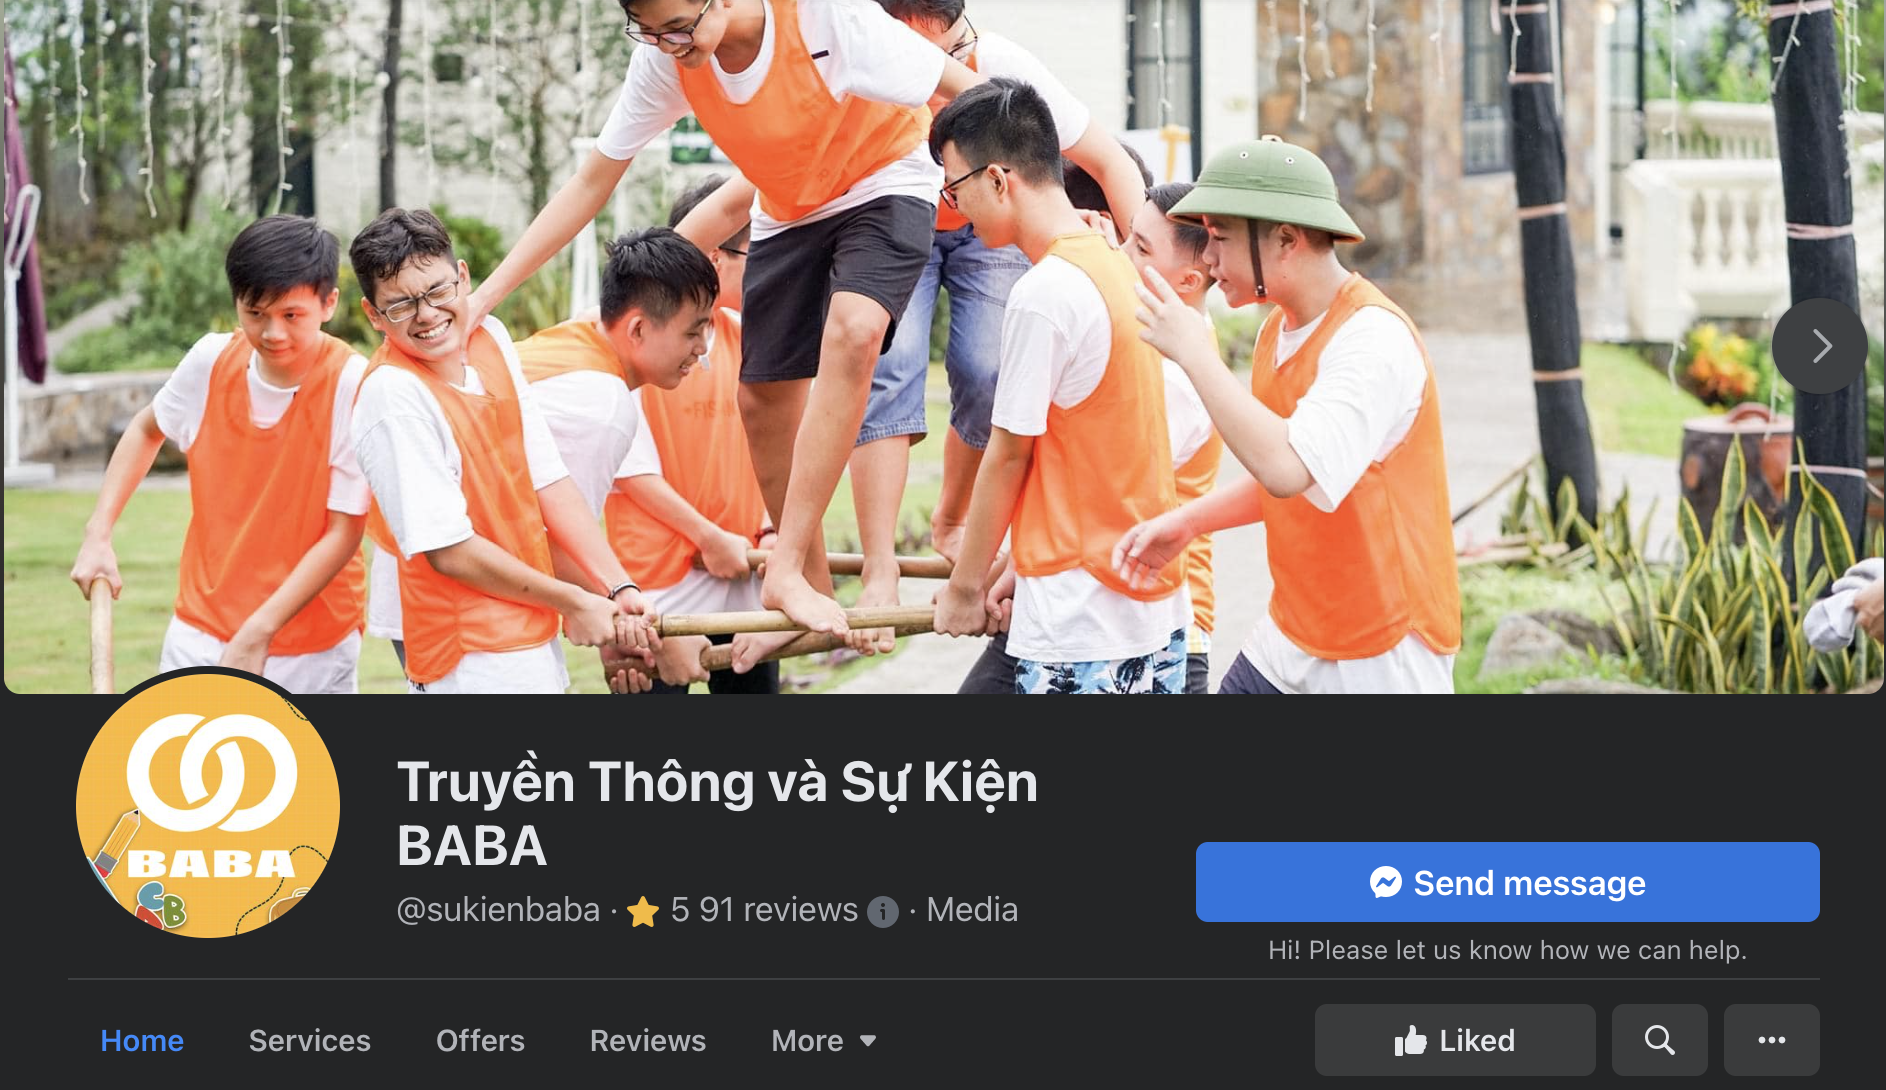 BABA
Truyền Thông và Sự Kiện
BABA
@sukienbaba · 5 91 reviews · Media
Send message
Hi! Please let us know how we can help.
Home
Services
Offers
Reviews
More
Liked